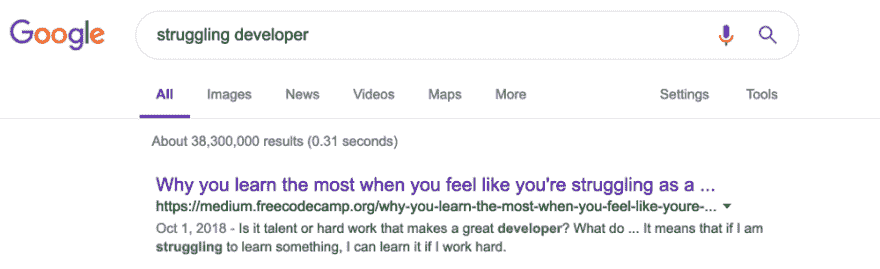 Google
struggling developer
All Images News Videos Maps More Settings Tools
About 38,300,000 results (0.31 seconds)
Why you learn the most when you feel like you're struggling as a ...
https://medium.freecodecamp.org/why-you-learn-the-most-when-you-feel-like-youre-...
Oct 1, 2018 - Is it talent or hard work that makes a great developer? What do ... It means that if I am
struggling to learn something, I can learn it if I work hard.